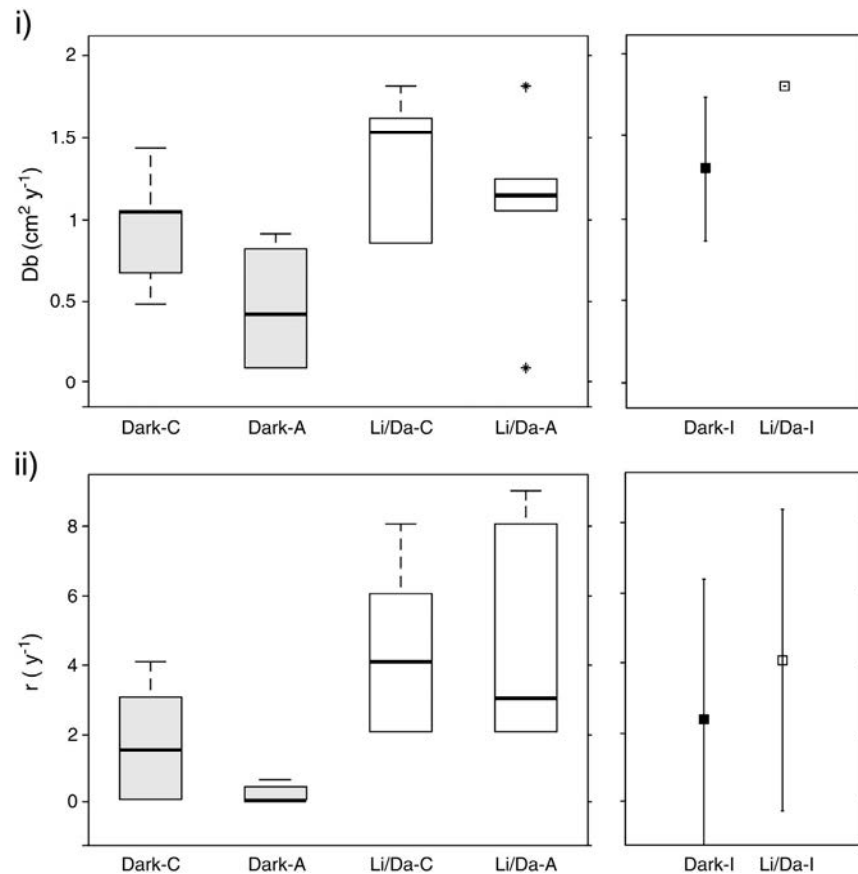 i)
2
1.5
1
0.5
0
Db (cm² y⁻¹)
Dark-C Dark-A Li/Da-C Li/Da-A Dark-I Li/Da-I
ii)
8
6
4
2
0
r ( y⁻¹)
Dark-C Dark-A Li/Da-C Li/Da-A Dark-I Li/Da-I